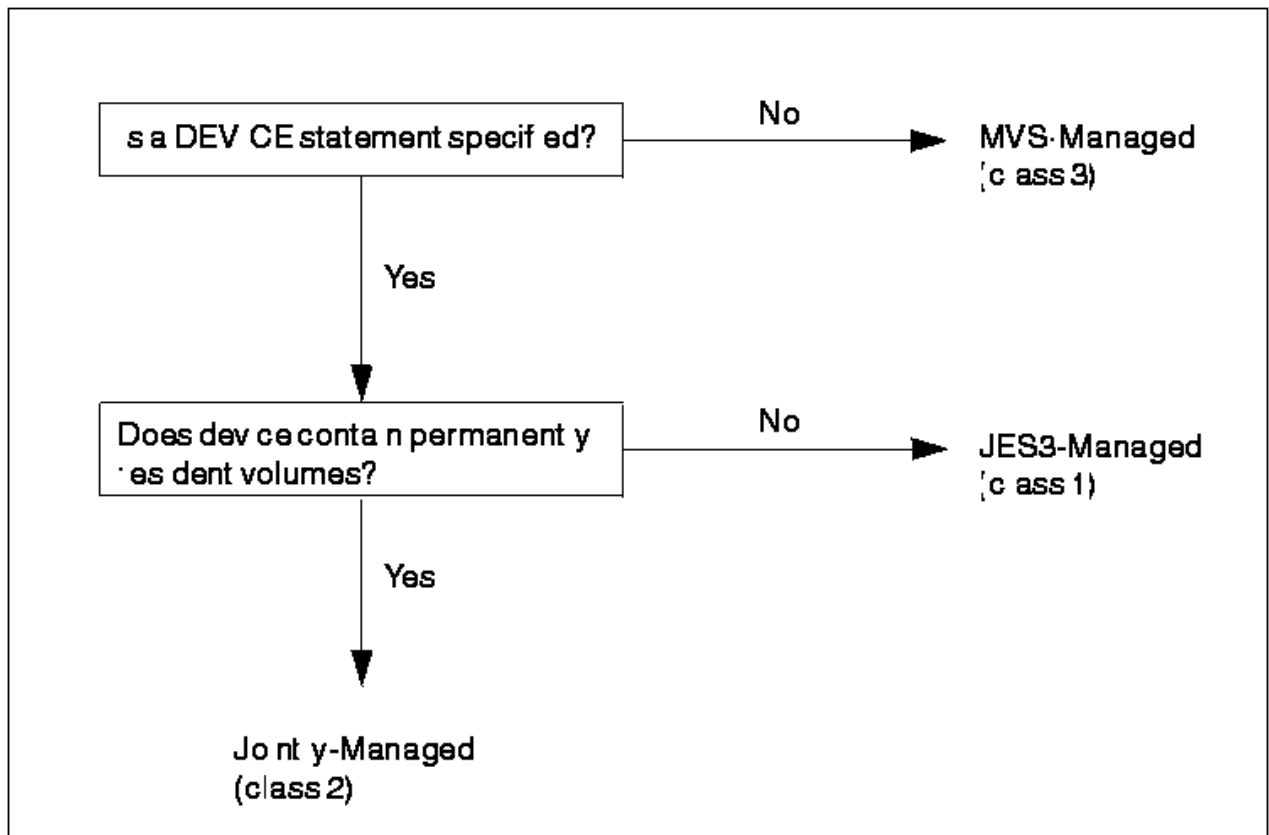 s a DEV CE statement specif ed?
No
MVS-Managed
(c ass 3)
Yes
Does dev ce conta n permanent y
es dent volumes?
No
JES3-Managed
(c ass 1)
Yes
Jo nt y-Managed
(class 2)